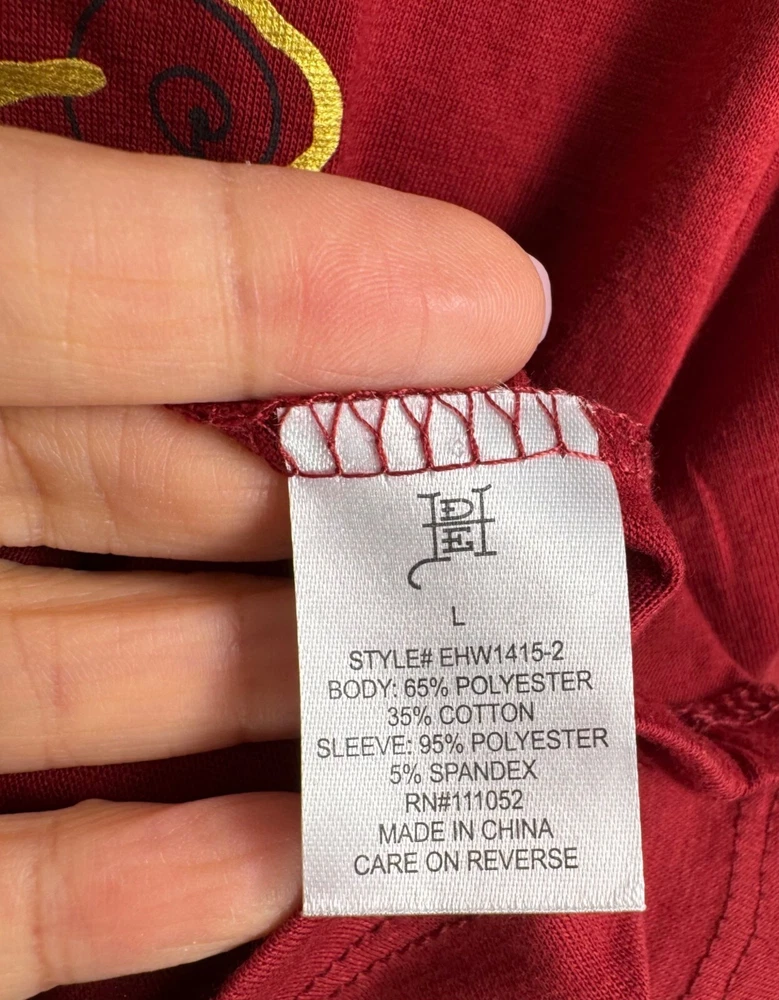 DE
L
STYLE# EHW1415-2
BODY: 65% POLYESTER
35% COTTON
SLEEVE: 95% POLYESTER
5% SPANDEX
RN#111052
MADE IN CHINA
CARE ON REVERSE